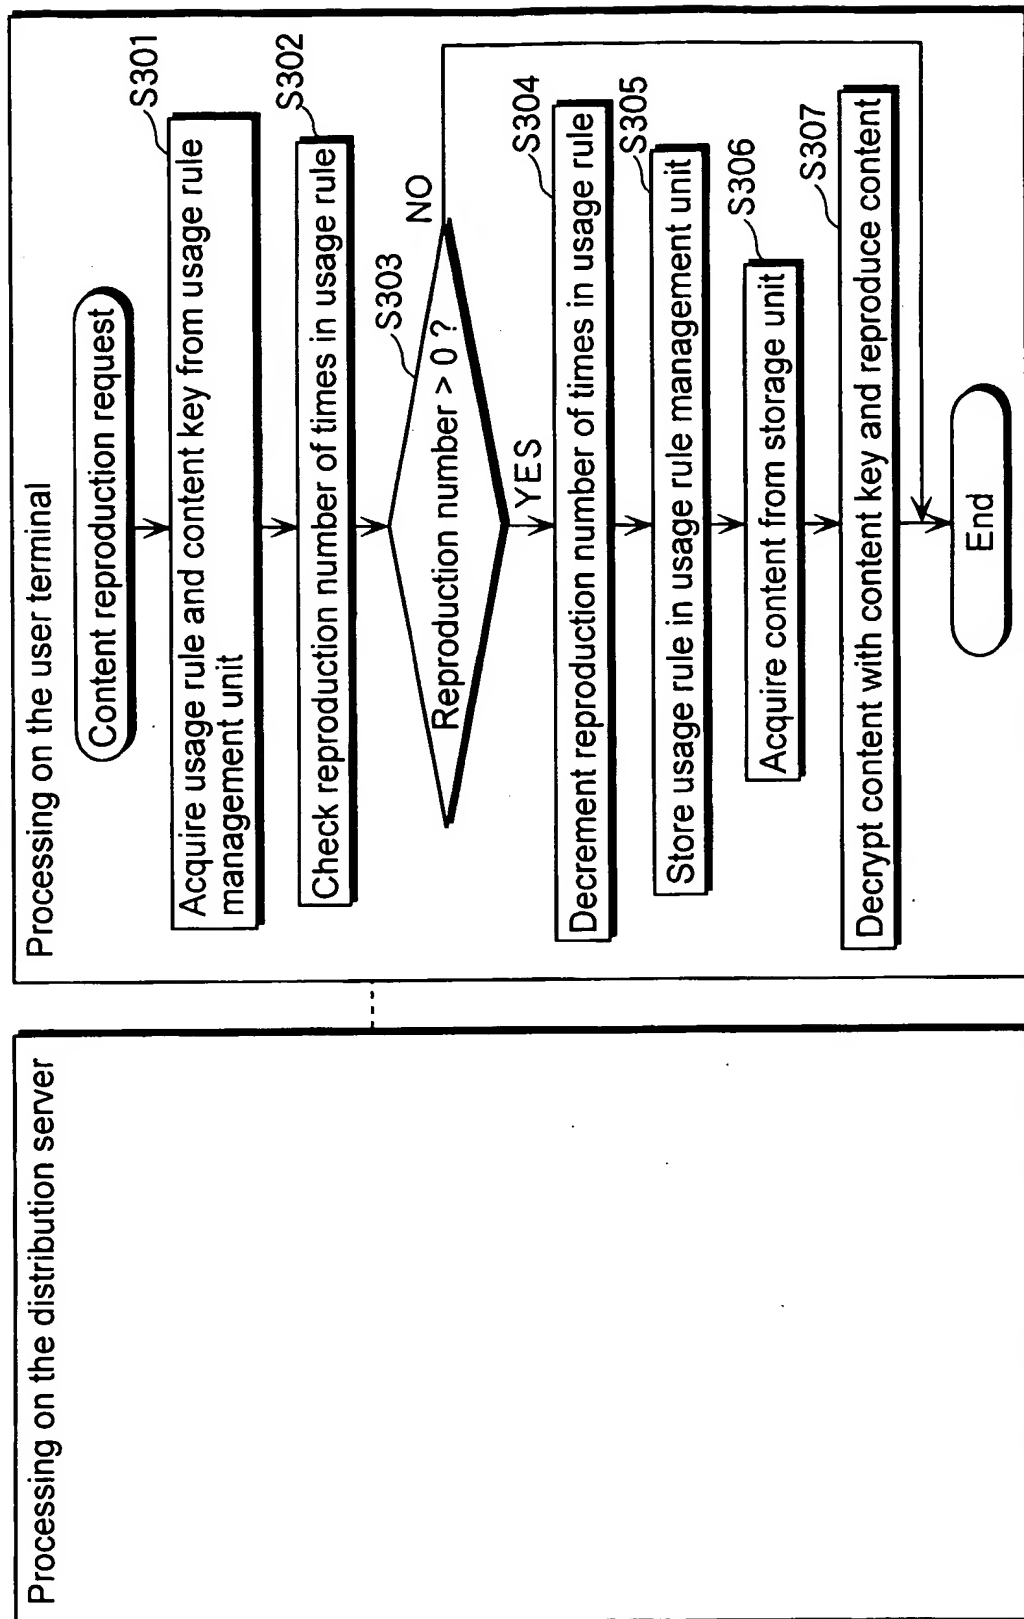 Processing on the distribution server
Processing on the user terminal
Content reproduction request
S301
Acquire usage rule and content key from usage rule
management unit
S302
Check reproduction number of times in usage rule
S303
Reproduction number > 0 ?
NO
YES
S304
Decrement reproduction number of times in usage rule
S305
Store usage rule in usage rule management unit
S306
Acquire content from storage unit
S307
Decrypt content with content key and reproduce content
End